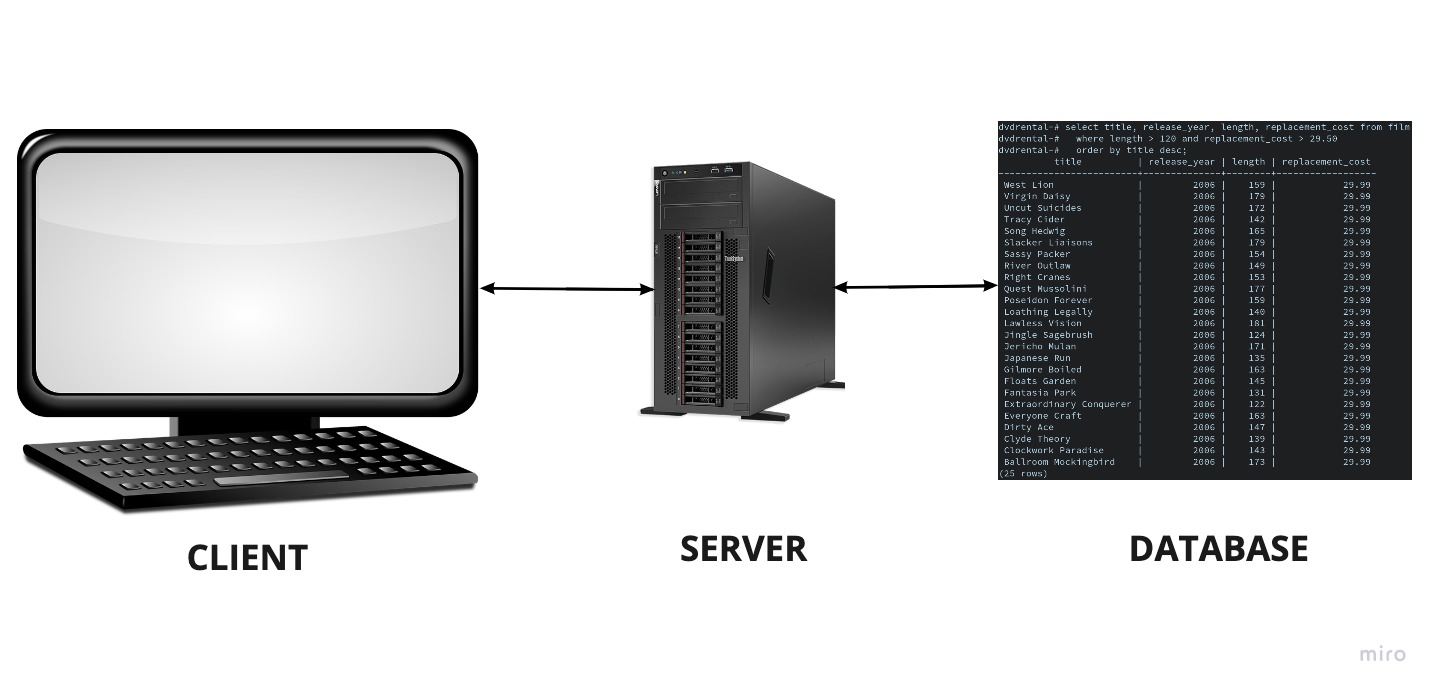 dvdrental-# select title, release_year, length, replacement_cost from film
dvdrental-#   where length > 120 and replacement_cost > 29.50
dvdrental-#   order by title desc;
title | release_year | length | replacement_cost
----------------------------+--------------+--------+------------------
West Lion | 2006 | 159 | 29.99
Virgin Daisy | 2006 | 179 | 29.99
Uncut Suicides | 2006 | 172 | 29.99
Tracy Cider | 2006 | 142 | 29.99
Song Hedwig | 2006 | 165 | 29.99
Slacker Liaisons | 2006 | 179 | 29.99
Sassy Packer | 2006 | 154 | 29.99
River Outlaw | 2006 | 149 | 29.99
Right Cranes | 2006 | 153 | 29.99
Quest Mussolini | 2006 | 177 | 29.99
Poseidon Forever | 2006 | 159 | 29.99
Loathing Legally | 2006 | 140 | 29.99
Lawless Vision | 2006 | 181 | 29.99
Jingle Sagebrush | 2006 | 124 | 29.99
Jericho Mulan | 2006 | 171 | 29.99
Japanese Run | 2006 | 135 | 29.99
Gilmore Boiled | 2006 | 163 | 29.99
Floats Garden | 2006 | 145 | 29.99
Fantasia Park | 2006 | 131 | 29.99
Extraordinary Conquerer | 2006 | 122 | 29.99
Everyone Craft | 2006 | 163 | 29.99
Dirty Ace | 2006 | 147 | 29.99
Clyde Theory | 2006 | 139 | 29.99
Clockwork Paradise | 2006 | 143 | 29.99
Ballroom Mockingbird | 2006 | 173 | 29.99
(25 rows)
CLIENT
SERVER
DATABASE
miro